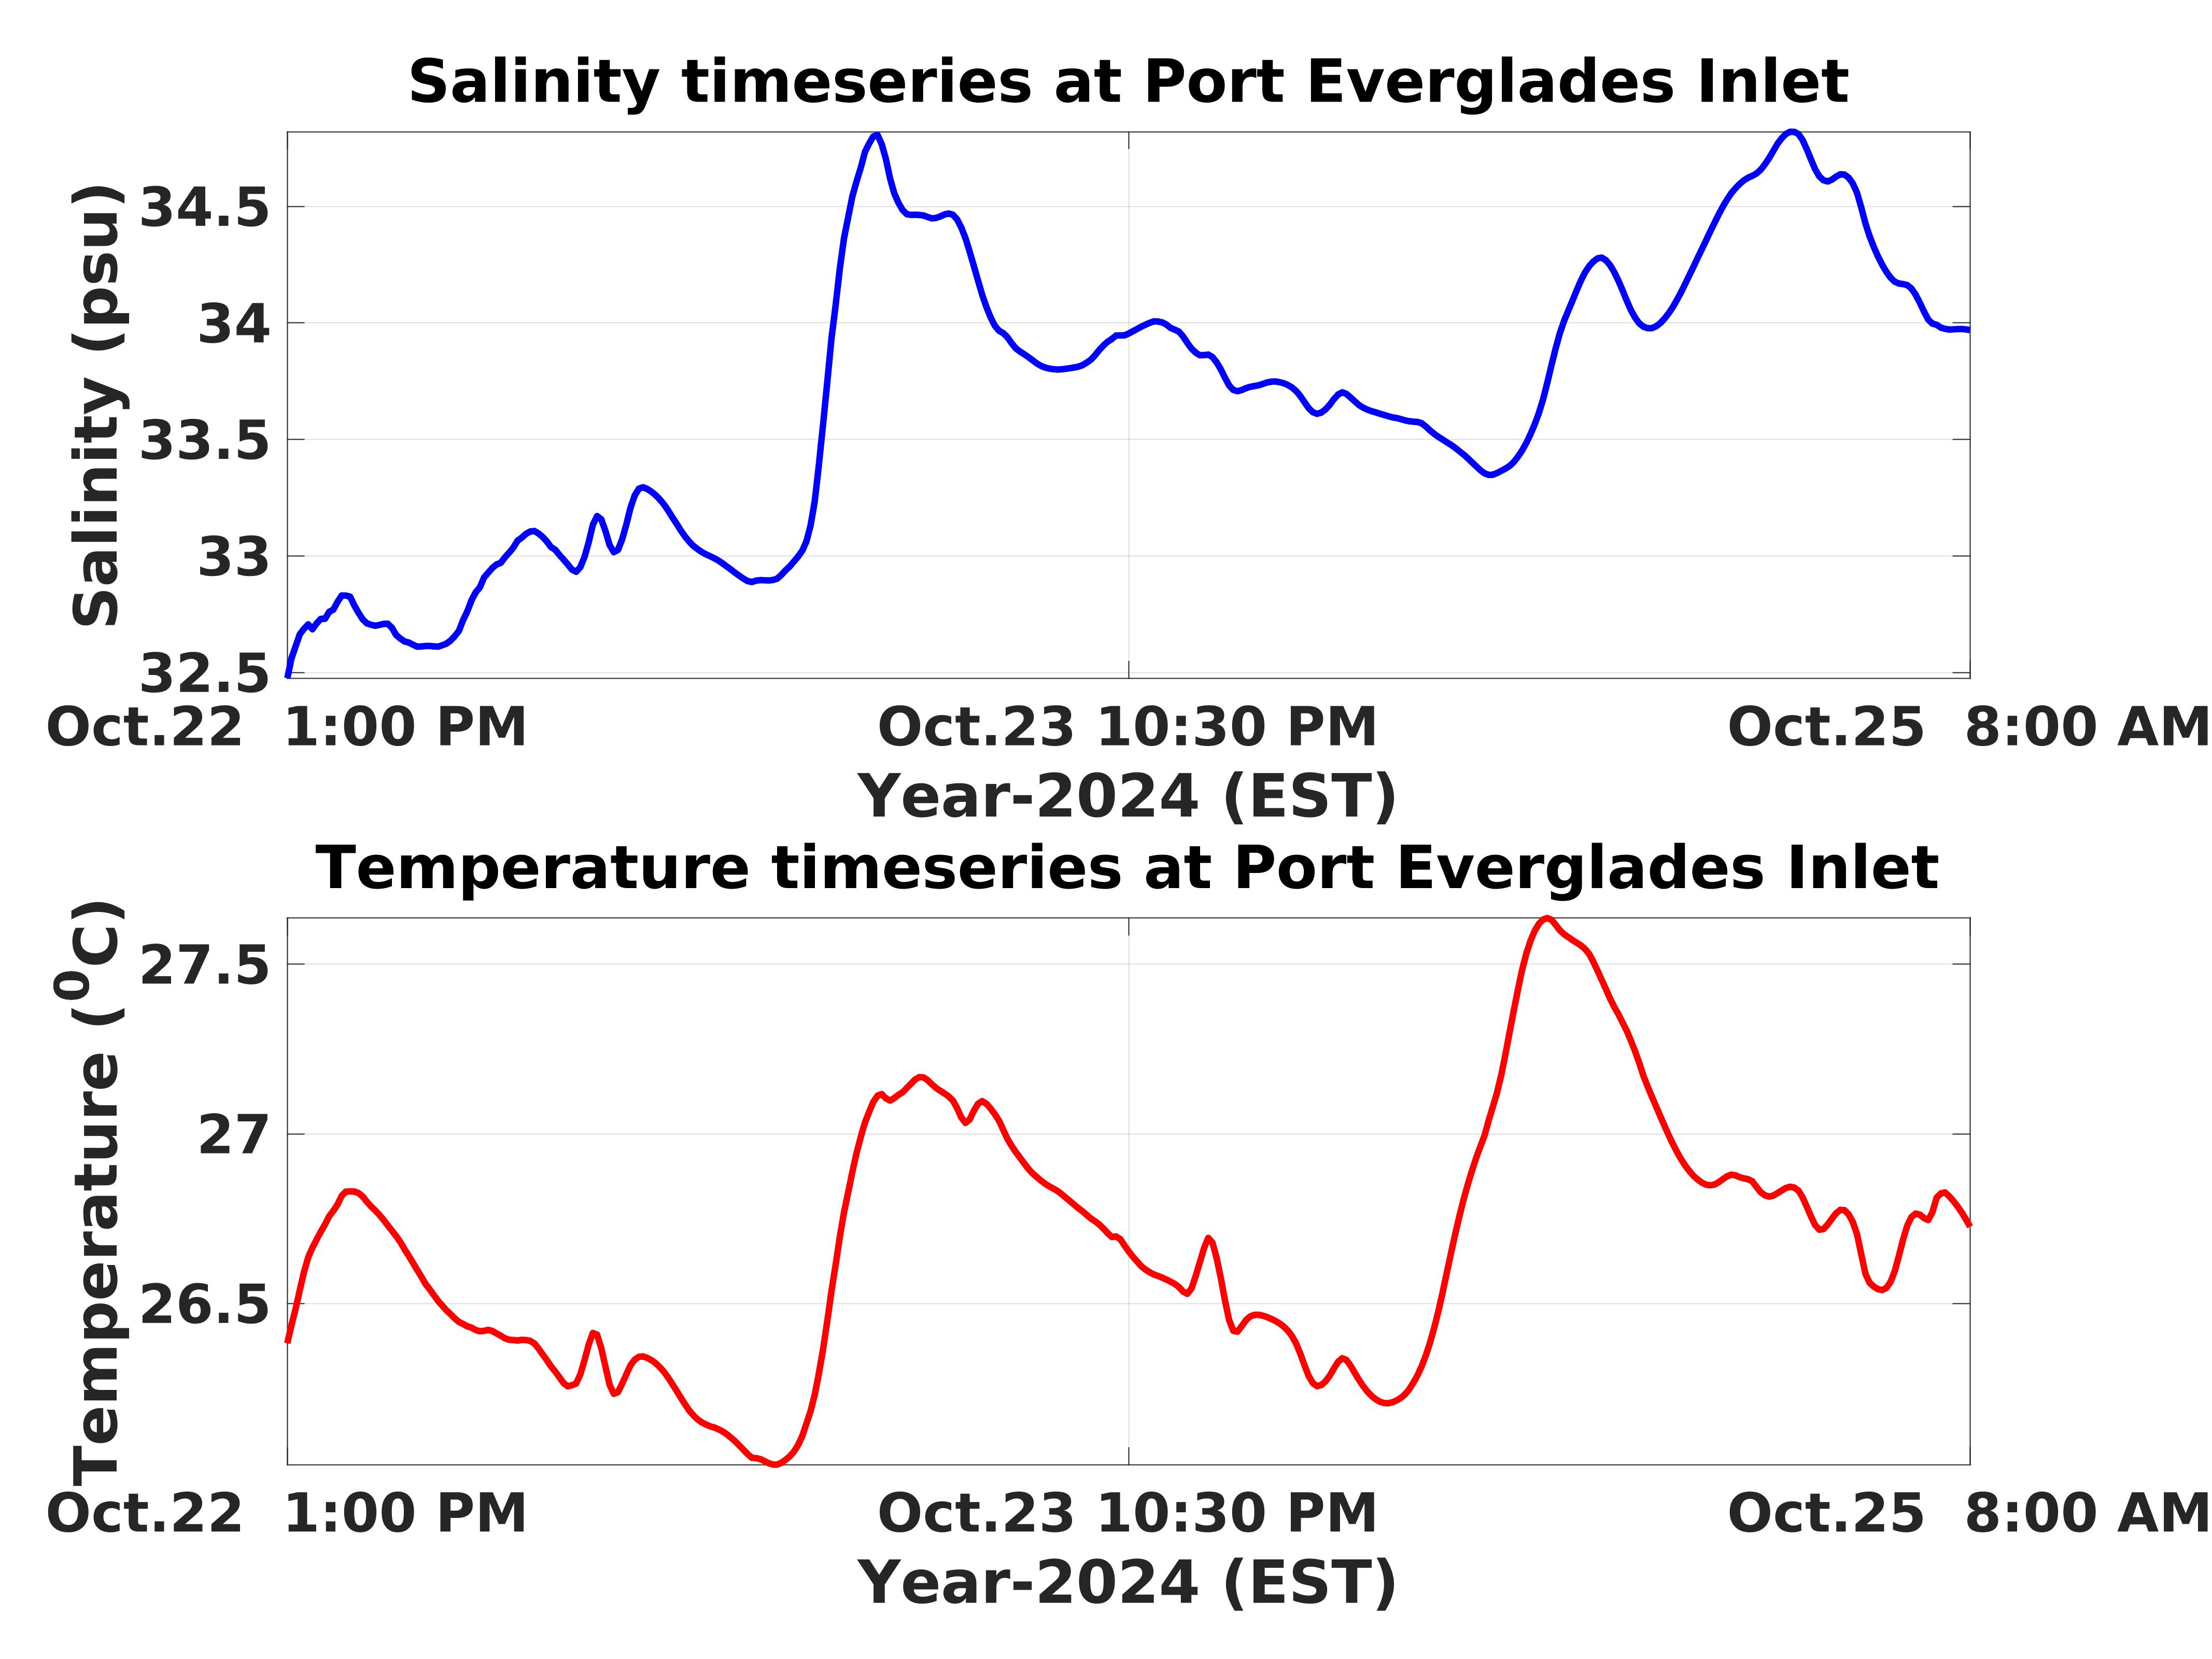 Salinity timeseries at Port Everglades Inlet
Salinity (psu)
34.5
34
33.5
33
32.5
Oct.22 1:00 PM Oct.23 10:30 PM Oct.25 8:00 AM
Year-2024 (EST)
Temperature timeseries at Port Everglades Inlet
Temperature (⁰C)
27.5
27
26.5
Oct.22 1:00 PM Oct.23 10:30 PM Oct.25 8:00 AM
Year-2024 (EST)